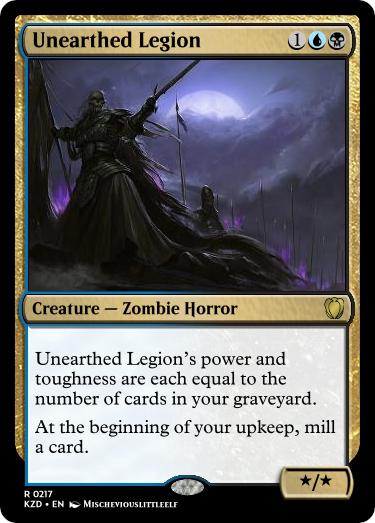 Unearthed Legion 1
Creature — Zombie Horror
Unearthed Legion's power and
toughness are each equal to the
number of cards in your graveyard.
At the beginning of your upkeep, mill
a card.
★/★
R 0217
KZD • EN Mischeviouslittleelf